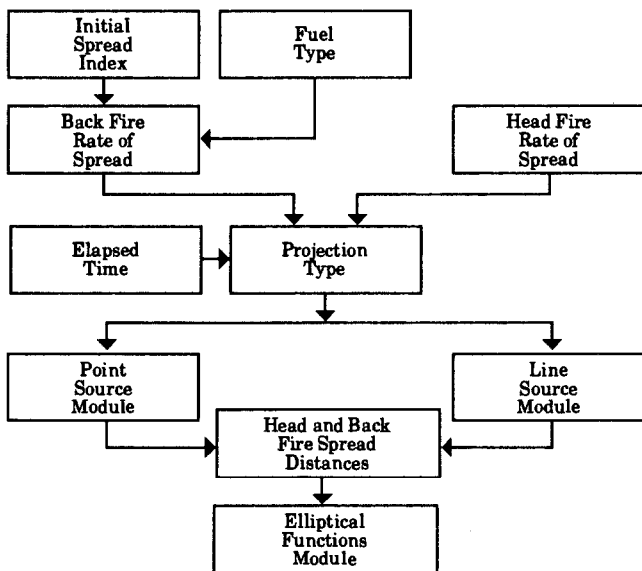 Initial
Spread
Index
Fuel
Type
Back Fire
Rate of
Spread
Head Fire
Rate of
Spread
Elapsed
Time
Projection
Type
Point
Source
Module
Line
Source
Module
Head and Back
Fire Spread
Distances
Elliptical
Functions
Module